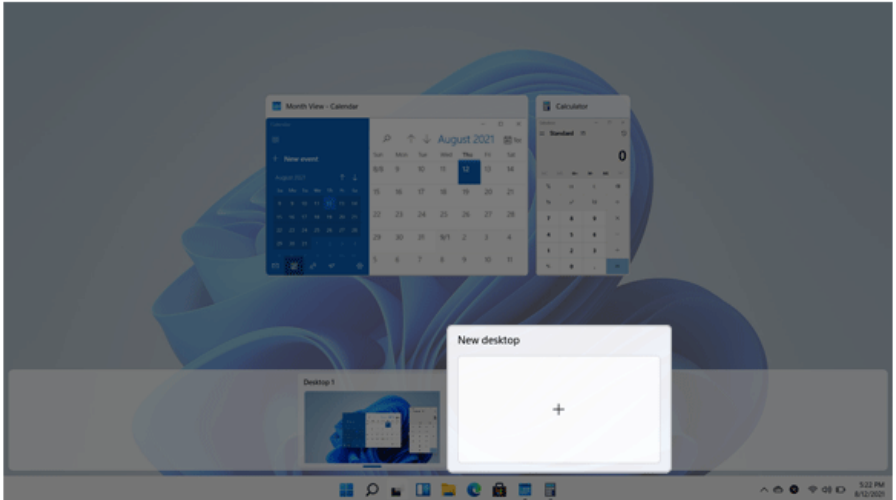 Month View - Calendar
Calculator
Calendar
Standard
August 2021
New event
0
Sun Mon Tue Wed Thu Fri Sat
August 2021
8/8 9 10 11 12 13 14
15 16 17 18 19 20 21
22 23 24 25 26 27 28
29 30 31 9/1 2 3 4
5 6 7 8 9 10 11
7 8 9
4 5 6
1 2 3
0
New desktop
Desktop 1
5:22 PM
8/12/2021